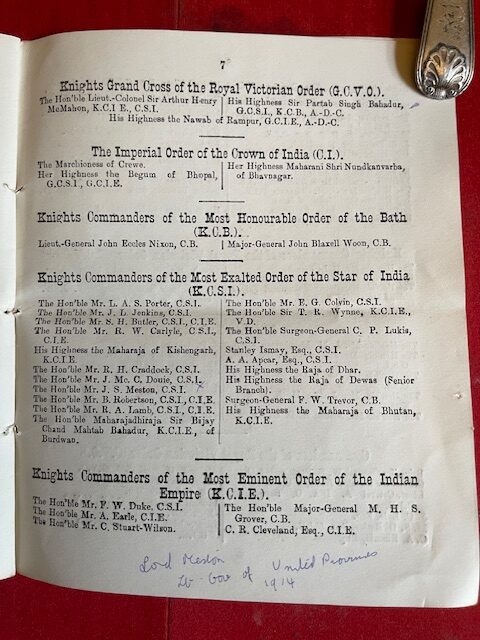 7
Knights Grand Cross of the Royal Victorian Order (G.C.V.O.).
The Hon'ble Lieut.-Colonel Sir Arthur Henry
McMahon, K.C.I E., C.S.I.
His Highness Sir Partab Singh Bahadur,
G.C.S.I., K.C.B., A.-D.-C.
His Highness the Nawab of Rampur, G.C.I.E., A.-D.-C.
The Imperial Order of the Crown of India (C.I.).
The Marchioness of Crewe.
Her Highness the Begum of Bhopal,
G.C.S.I., G.C.I.E.
Her Highness Maharani Shri Nundkanvarba,
of Bhavnagar.
Knights Commanders of the Most Honourable Order of the Bath
(K.C.B.).
Lieut.-General John Eccles Nixon, C.B.
Major-General John Blaxell Woon, C.B.
Knights Commanders of the Most Exalted Order of the Star of India
(K.C.S.I.).
The Hon'ble Mr. L. A. S. Porter, C.S.I.
The Hon'ble Mr. J. L. Jenkins, C.S.I.
The Hon'ble Mr. S. H. Butler, C.S.I., C.I.E.
The Hon'ble Mr. R. W. Carlyle, C.S.I.,
C.I.E.
His Highness the Maharaja of Kishengarh,
K.C.I.E.
The Hon'ble Mr. R. H. Craddock, C.S.I.
The Hon'ble Mr. J. Mc. C. Douie, C.S.I.
The Hon'ble Mr. J. S. Meston, C.S.I.
The Hon'ble Mr. B. Robertson, C.S.I., C.I.E.
The Hon'ble Mr. R. A. Lamb, C.S.I., C.I.E.
The Hon'ble Maharajadhiraja Sir Bijay
Chand Mahtab Bahadur, K.C.I.E., of
Burdwan.
The Hon'ble Mr. E. G. Colvin, C.S.I.
The Hon'ble Sir T. R. Wynne, K.C.I.E.,
V.D.
The Hon'ble Surgeon-General C. P. Lukis,
C.S.I.
Stanley Ismay, Esq., C.S.I.
A. A. Apcar, Esq., C.S.I.
His Highness the Raja of Dhar.
His Highness the Raja of Dewas (Senior
Branch).
Surgeon-General F. W. Trevor, C.B.
His Highness the Maharaja of Bhutan,
K.C.I.E.
Knights Commanders of the Most Eminent Order of the Indian
Empire (K.C.I.E.).
The Hon'ble Mr. F. W. Duke, C.S.I.
The Hon'ble Mr. A. Earle, C.I.E.
The Hon'ble Mr. C. Stuart-Wilson.
The Hon'ble Major-General M. H. S.
Grover, C.B.
C. R. Cleveland, Esq., C.I.E.
Lord Meston
Lt Gov of United Provinces
1914